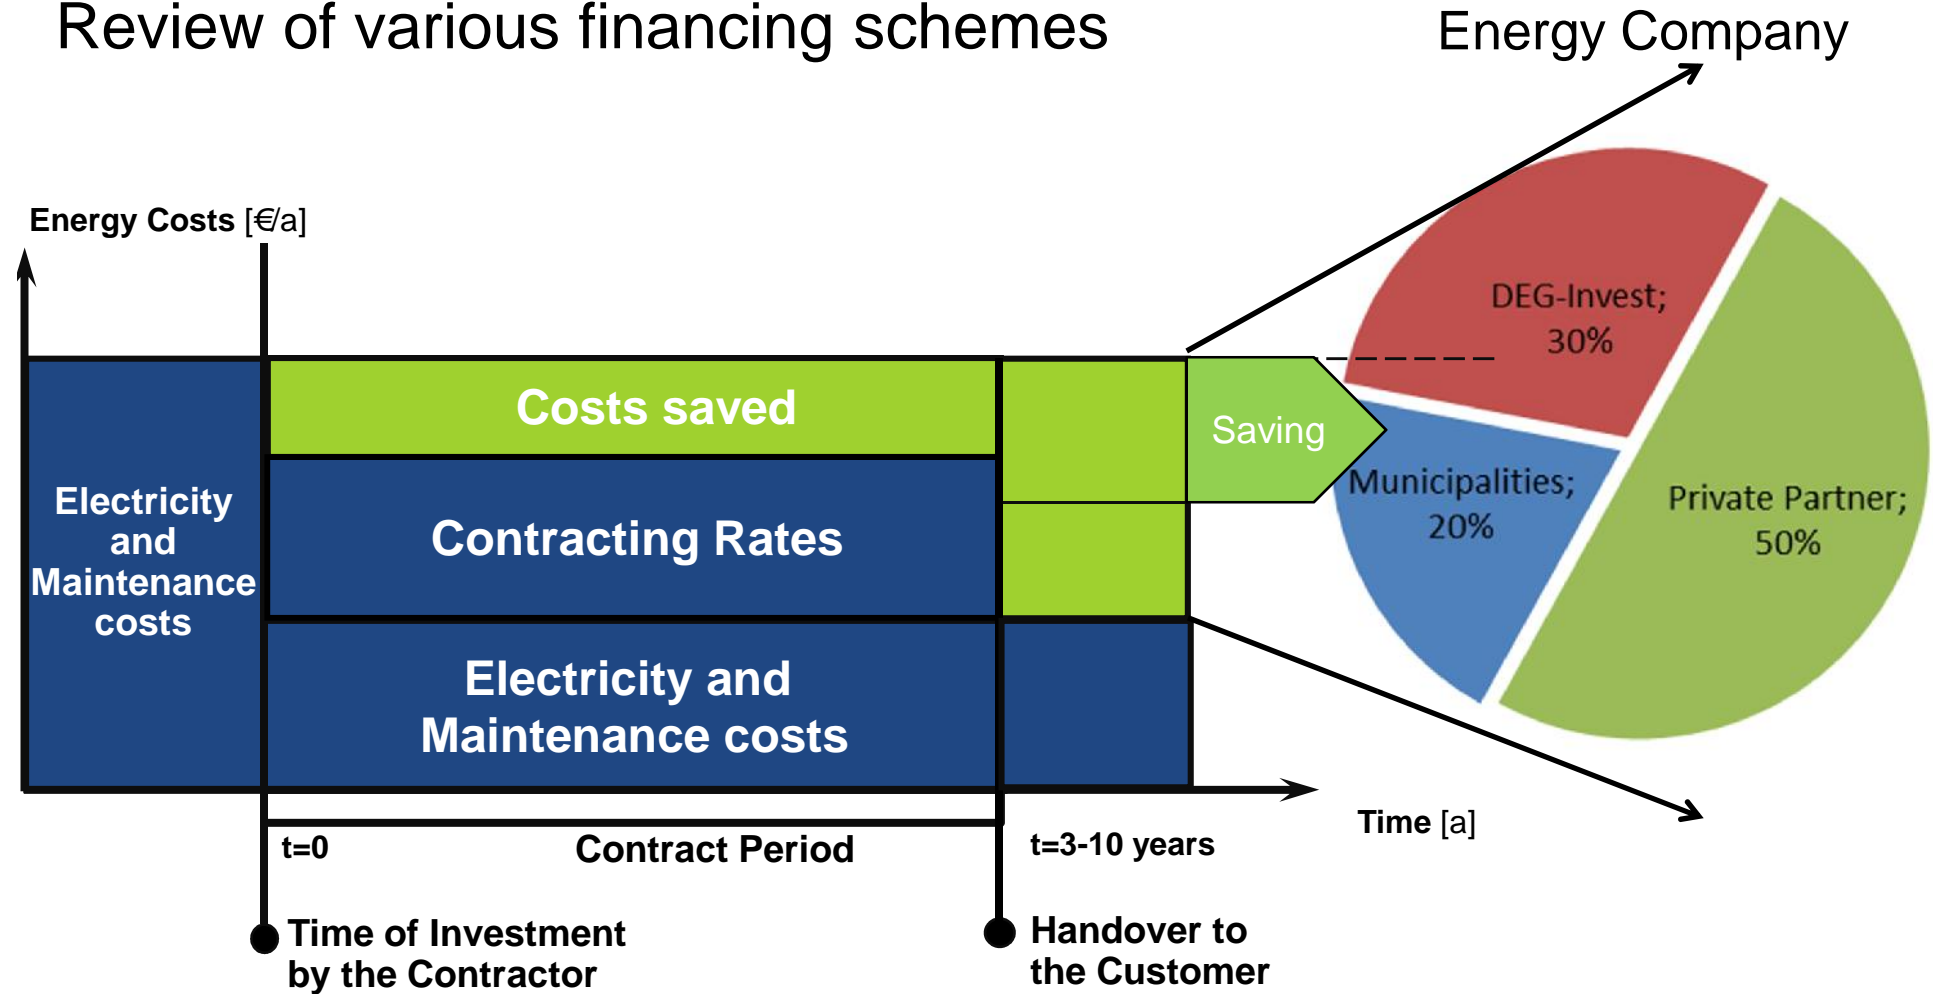 Review of various financing schemes
Energy Company
Energy Costs [€/a]
DEG-Invest;
30%
Costs saved
Saving
Electricity
and
Maintenance
costs
Contracting Rates
Municipalities;
20%
Private Partner;
50%
Electricity and
Maintenance costs
Time [a]
t=0
Contract Period
t=3-10 years
Time of Investment
by the Contractor
Handover to
the Customer